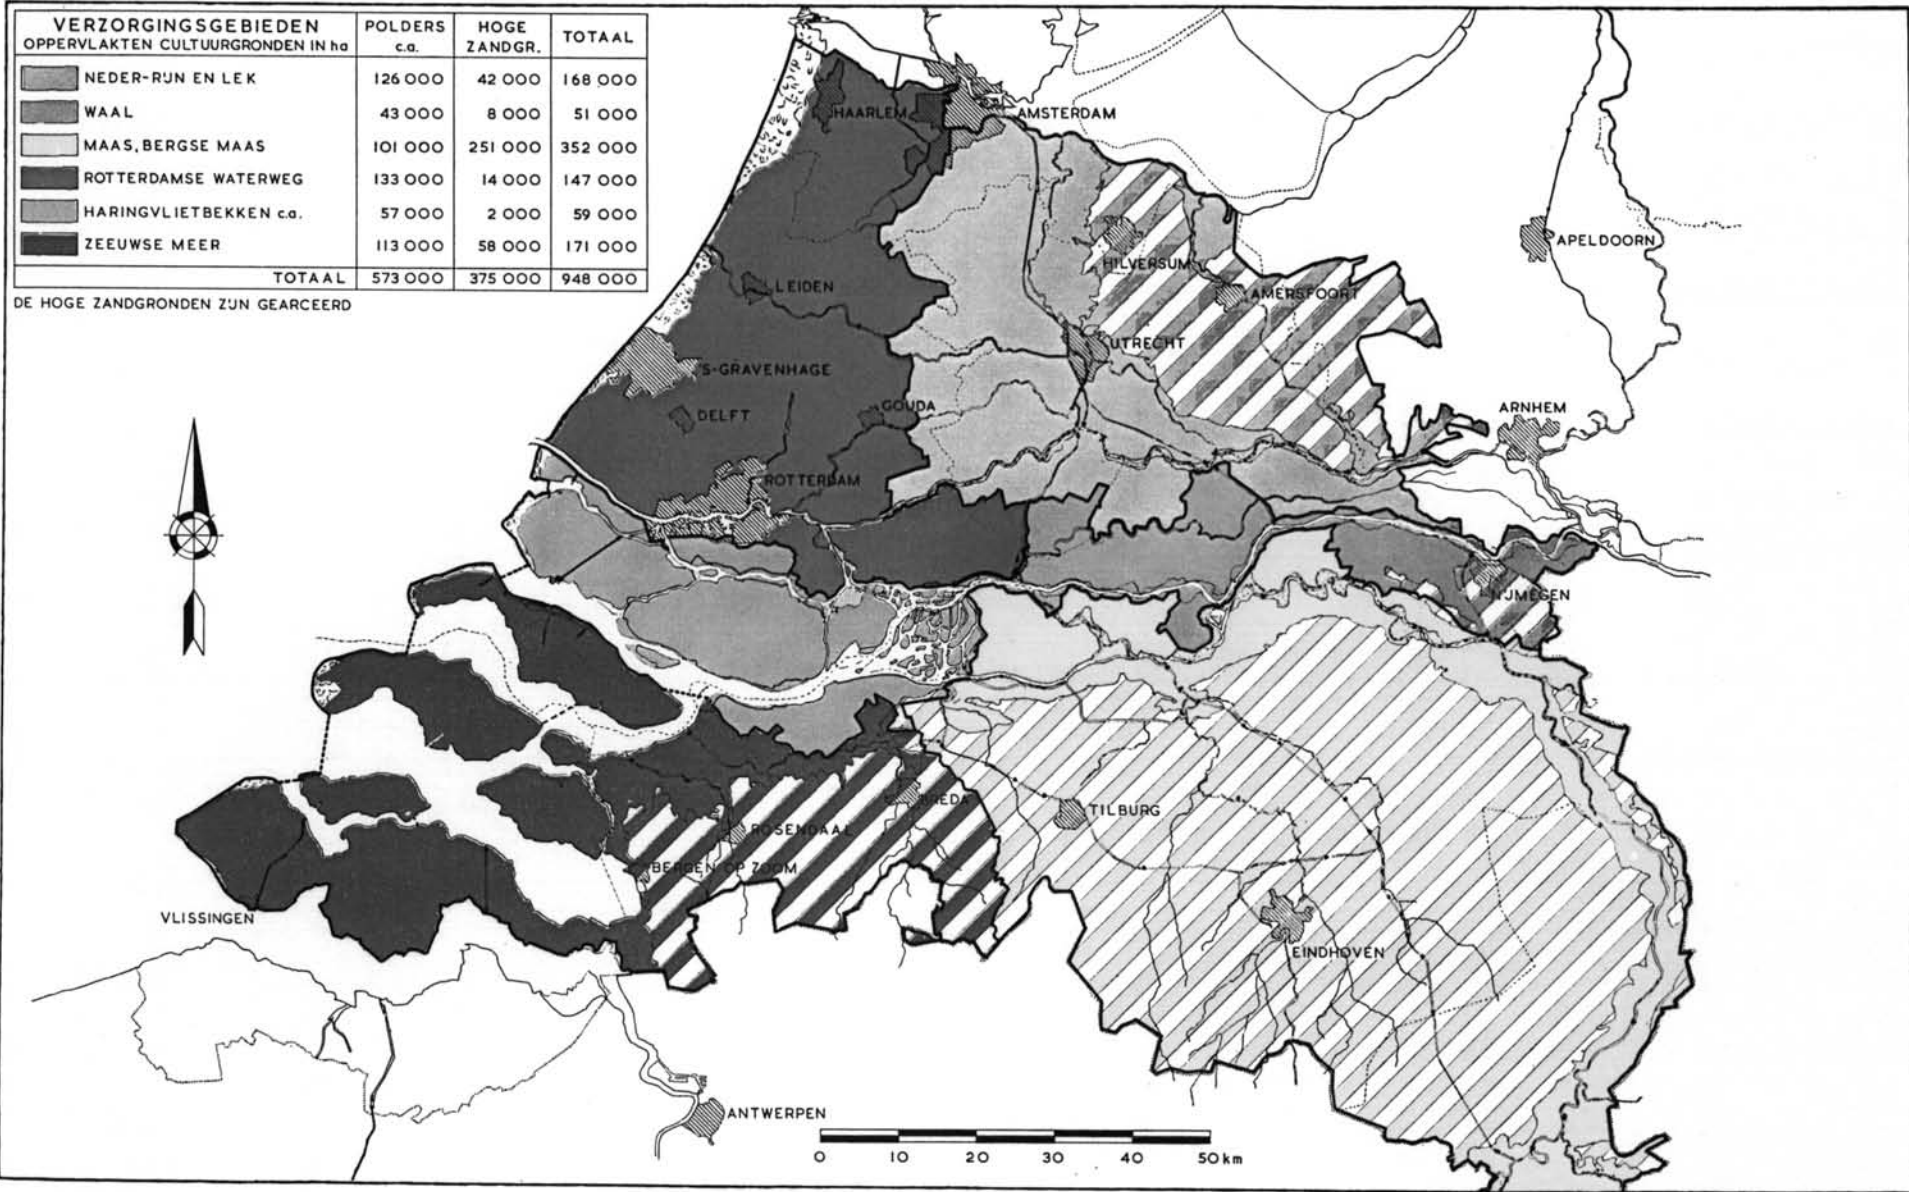 VERZORGINGSGEBIEDEN
OPPERVLAKTEN CULTUURGRONDEN IN ha
POLDERS c.a.
HOGE ZANDGR.
TOTAAL
NEDER-RIJN EN LEK 126 000 42 000 168 000
WAAL 43 000 8 000 51 000
MAAS, BERGSE MAAS 101 000 251 000 352 000
ROTTERDAMSE WATERWEG 133 000 14 000 147 000
HARINGVLIETBEKKEN c.a. 57 000 2 000 59 000
ZEEUWSE MEER 113 000 58 000 171 000
TOTAAL 573 000 375 000 948 000
DE HOGE ZANDGRONDEN ZIJN GEARCEERD
HAARLEM
AMSTERDAM
APELDOORN
HILVERSUM
LEIDEN
AMERSFOORT
UTRECHT
'S-GRAVENHAGE
DELFT
GOUDA
ARNHEM
ROTTERDAM
NIJMEGEN
BREDA
TILBURG
ROSENDAAL
BERGEN OP ZOOM
VLISSINGEN
EINDHOVEN
ANTWERPEN
0 10 20 30 40 50 km